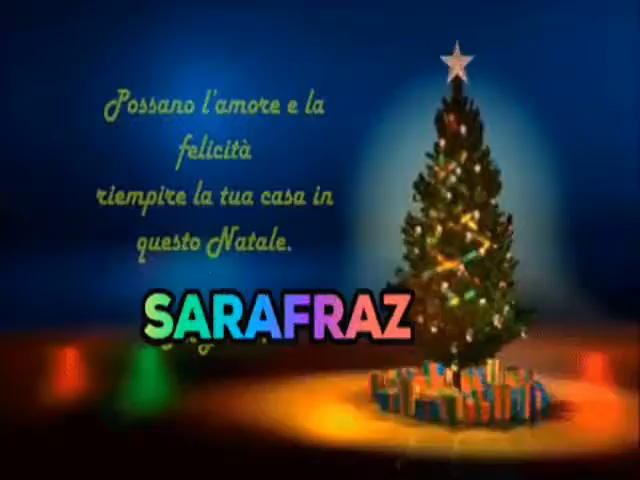 Possano l'amore e la
felicità
riempire la tua casa in
questo Natale.
SARAFRAZ